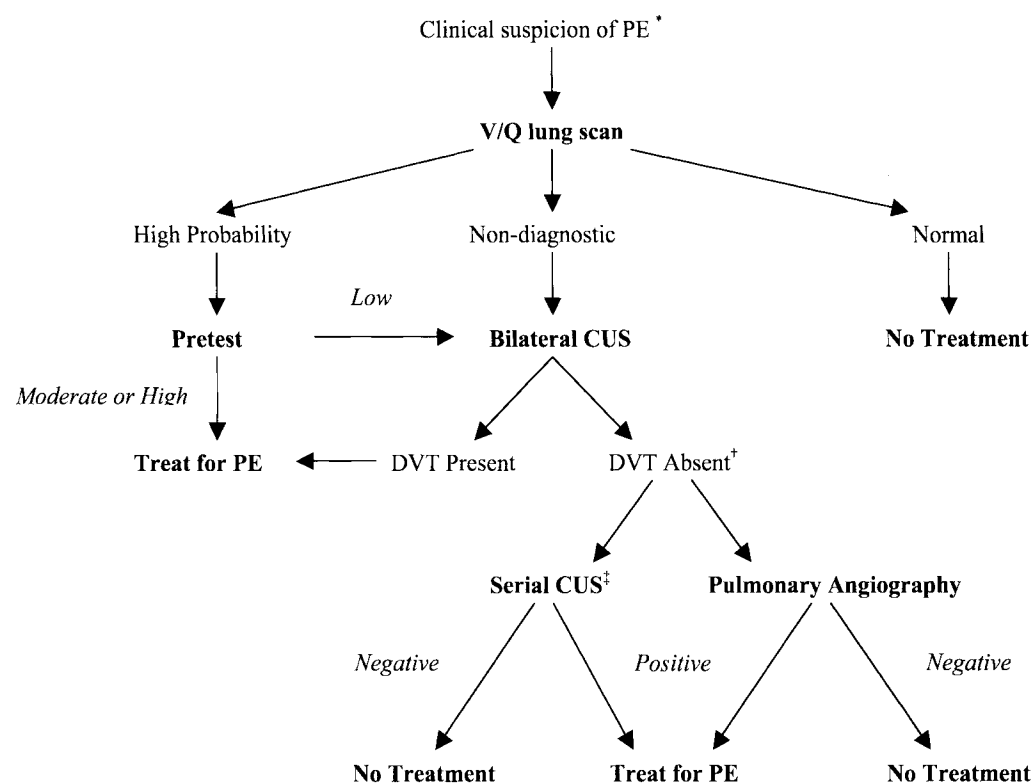 Clinical suspicion of PE *
V/Q lung scan
High Probability
Non-diagnostic
Normal
Low
Pretest
Bilateral CUS
No Treatment
Moderate or High
Treat for PE
DVT Present
DVT Absent†
Serial CUS‡
Pulmonary Angiography
Negative
Positive
Negative
No Treatment
Treat for PE
No Treatment